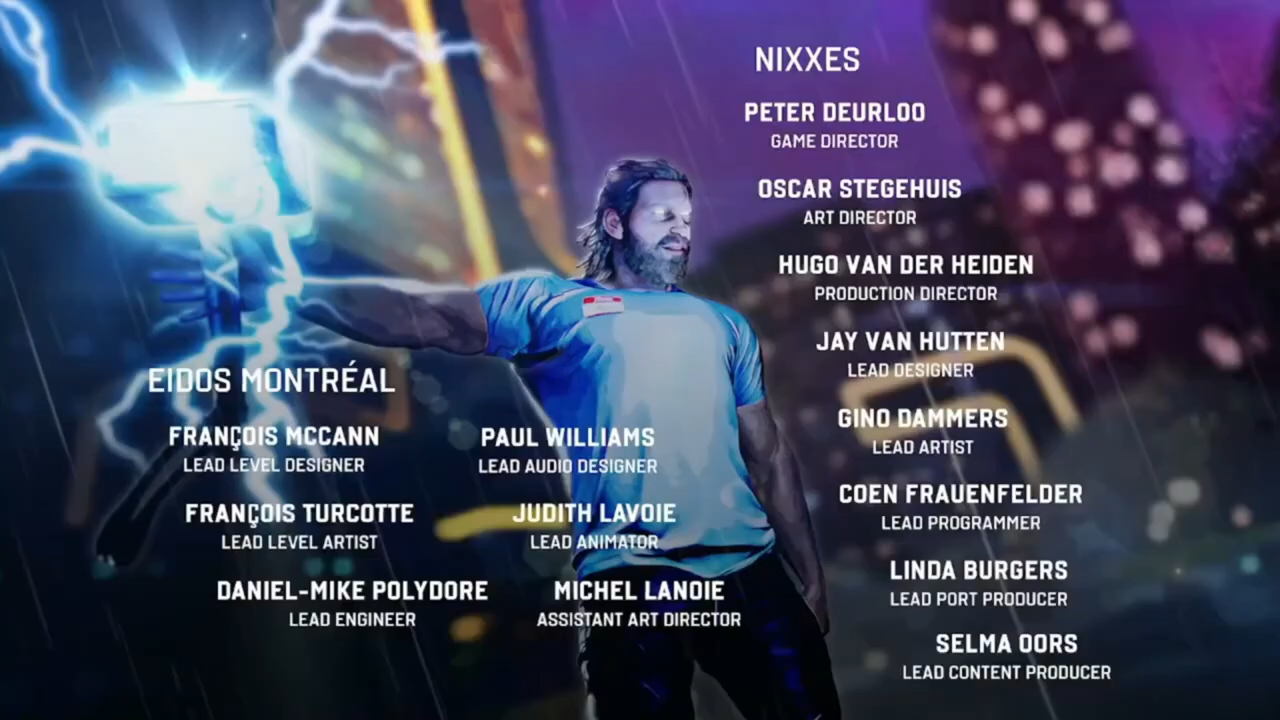 NIXXES
PETER DEURLOO
GAME DIRECTOR
OSCAR STEGEHUIS
ART DIRECTOR
HUGO VAN DER HEIDEN
PRODUCTION DIRECTOR
JAY VAN HUTTEN
LEAD DESIGNER
GINO DAMMERS
LEAD ARTIST
COEN FRAUENFELDER
LEAD PROGRAMMER
LINDA BURGERS
LEAD PORT PRODUCER
SELMA OORS
LEAD CONTENT PRODUCER
EIDOS MONTRÉAL
FRANÇOIS MCCANN
LEAD LEVEL DESIGNER
FRANÇOIS TURCOTTE
LEAD LEVEL ARTIST
DANIEL-MIKE POLYDORE
LEAD ENGINEER
PAUL WILLIAMS
LEAD AUDIO DESIGNER
JUDITH LAVOIE
LEAD ANIMATOR
MICHEL LANOIE
ASSISTANT ART DIRECTOR